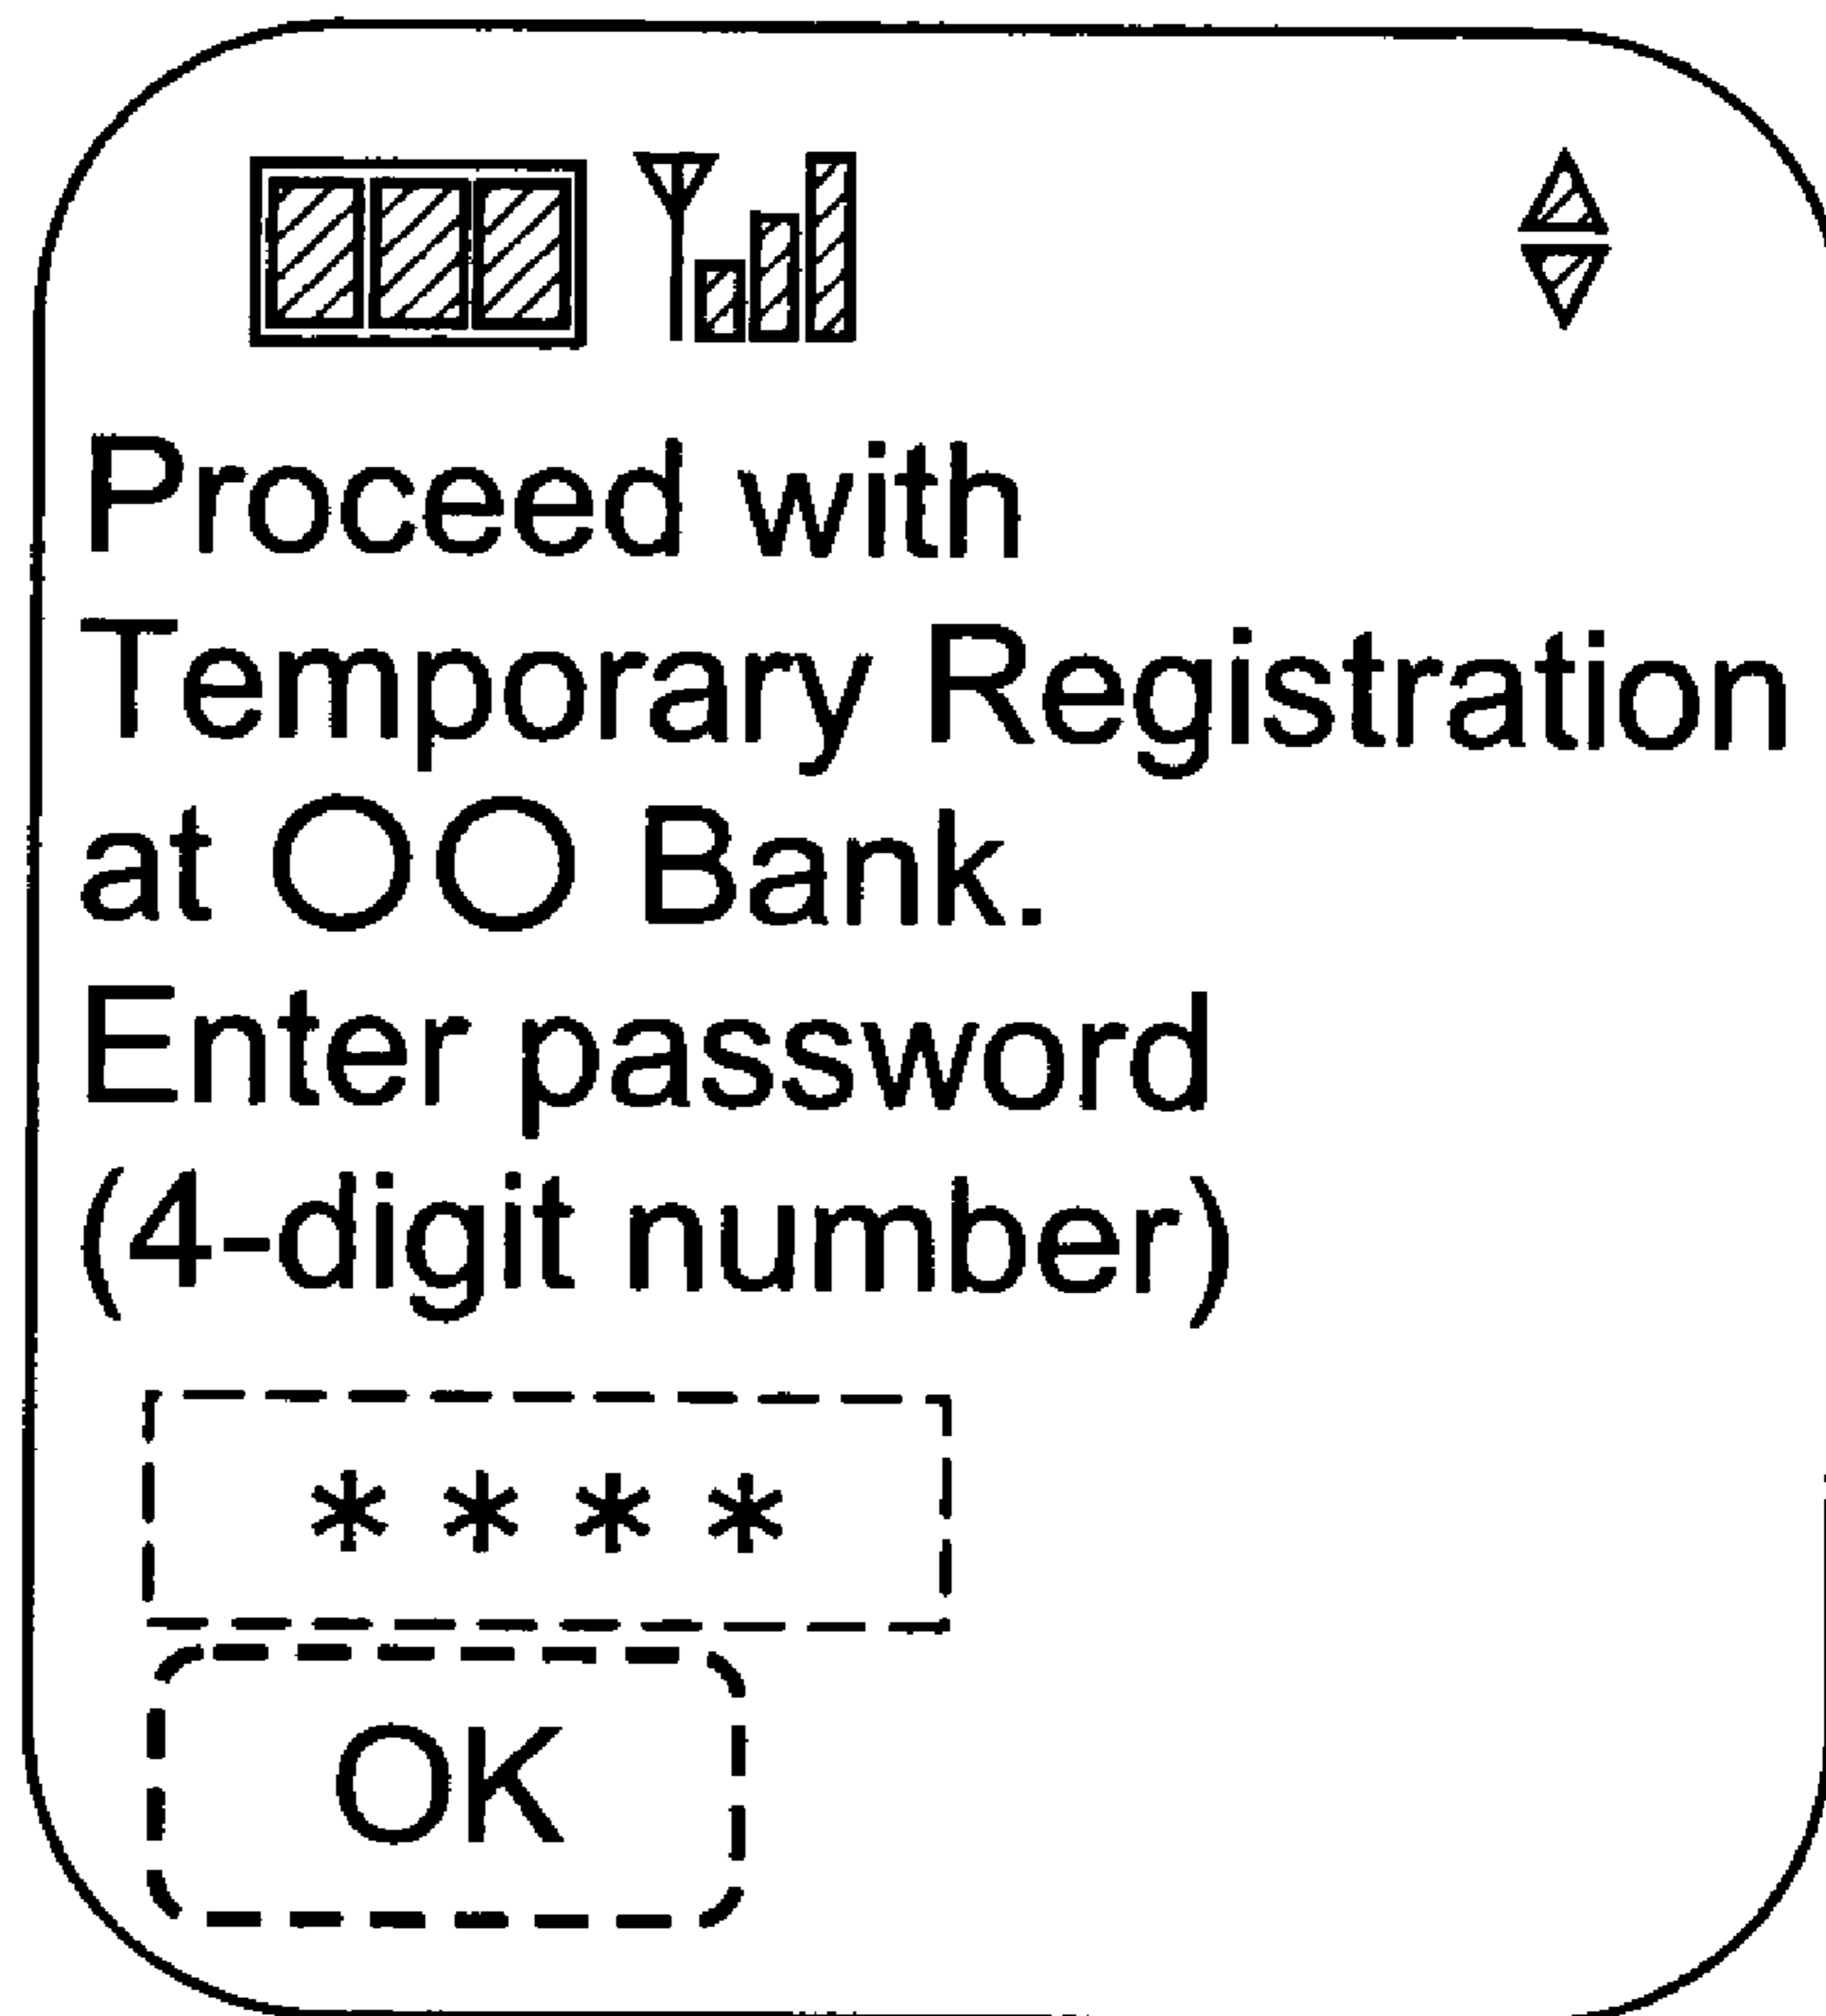 Proceed with
Temporary Registration
at ○○ Bank.
Enter password
(4-digit number)
* * * *
OK